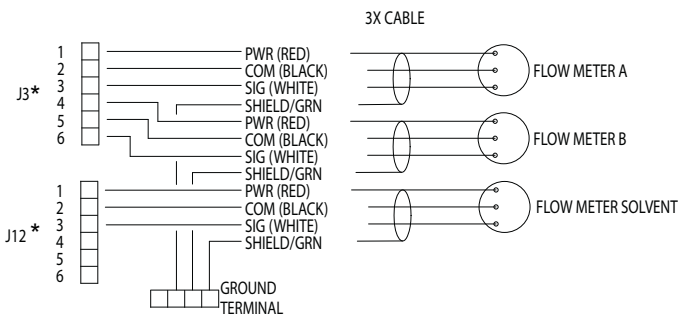 3X CABLE
J3*
1
2
3
4
5
6
PWR (RED)
COM (BLACK)
SIG (WHITE)
SHIELD/GRN
PWR (RED)
COM (BLACK)
SIG (WHITE)
SHIELD/GRN
FLOW METER A
FLOW METER B
J12*
1
2
3
4
5
6
PWR (RED)
COM (BLACK)
SIG (WHITE)
SHIELD/GRN
FLOW METER SOLVENT
GROUND
TERMINAL